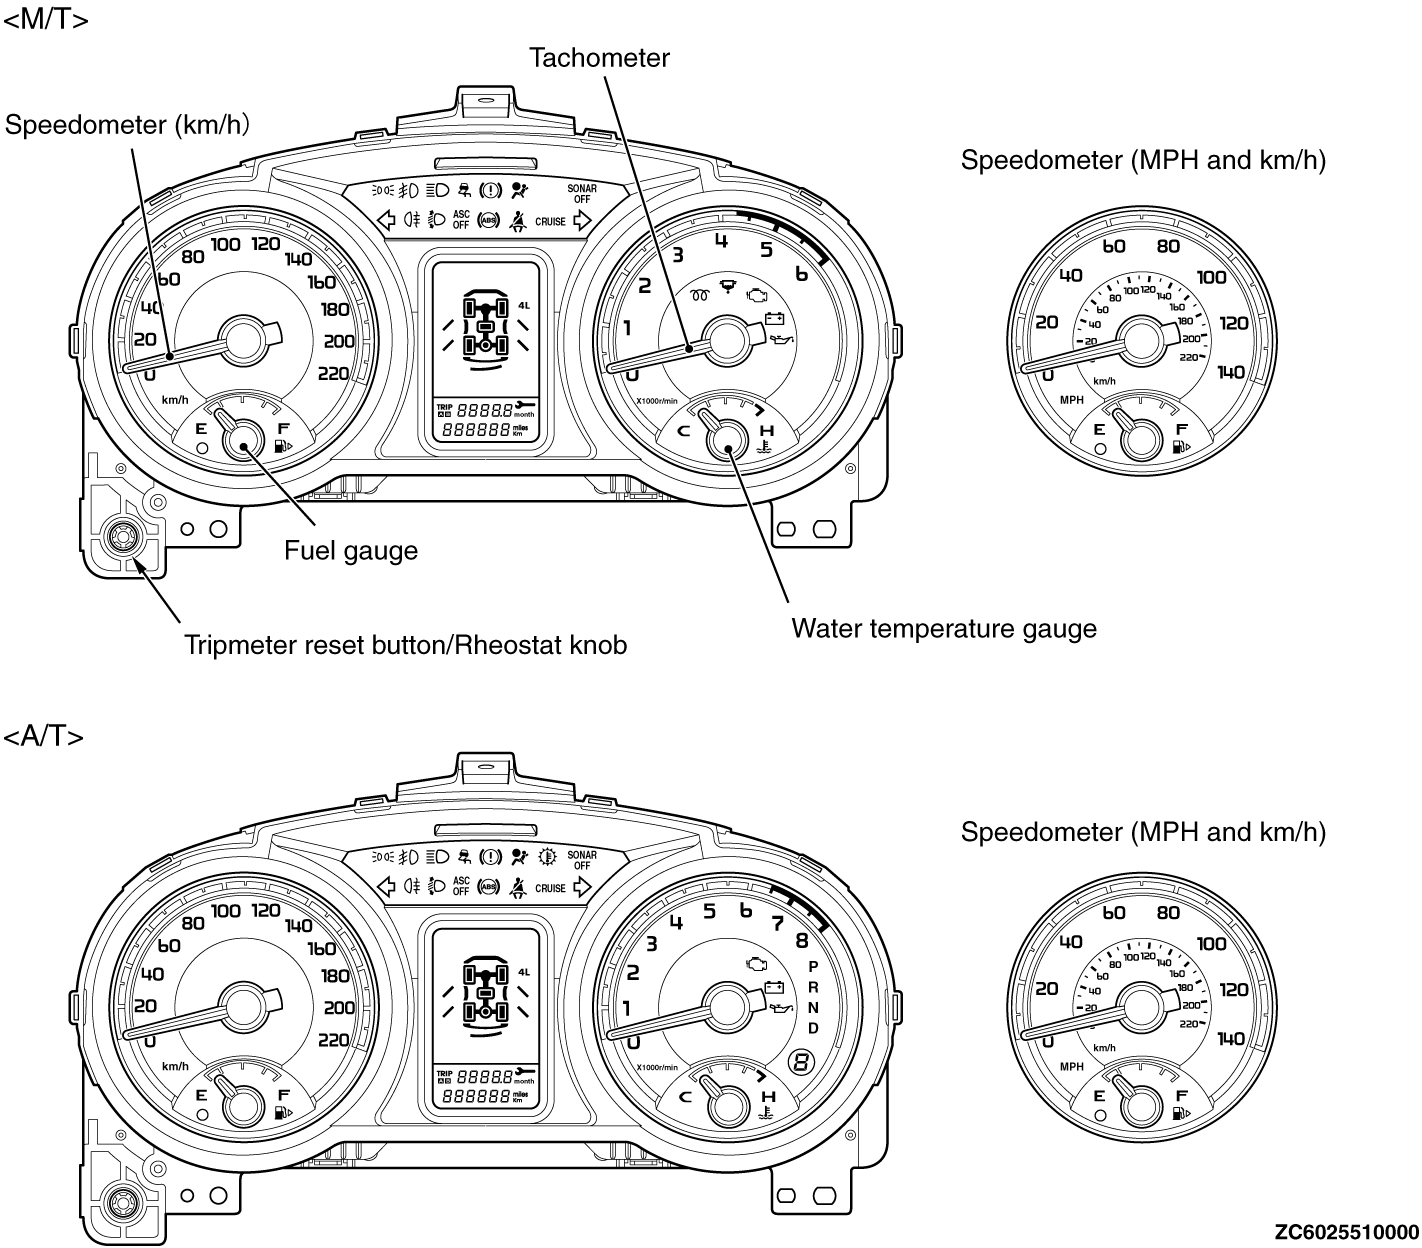 <M/T>
Tachometer
Speedometer (km/h)
Speedometer (MPH and km/h)
SONAR OFF
ASC OFF
ABS
CRUISE
0 20 40 60 80 100 120 140 160 180 200 220
km/h
E F
4L
TRIP
A B
8888.8
month
888888
miles
Km
0 1 2 3 4 5 6
X1000r/min
C H
0 20 40 60 80 100 120 140
MPH
20 40 60 80 100 120 140 160 180 200 220
km/h
E F
Fuel gauge
Water temperature gauge
Tripmeter reset button/Rheostat knob
<A/T>
Speedometer (MPH and km/h)
SONAR OFF
ASC OFF
ABS
CRUISE
0 20 40 60 80 100 120 140 160 180 200 220
km/h
E F
4L
TRIP
A B
8888.8
month
888888
miles
Km
0 1 2 3 4 5 6 7 8
P
R
N
D
8
X1000r/min
C H
0 20 40 60 80 100 120 140
MPH
20 40 60 80 100 120 140 160 180 200 220
km/h
E F
ZC6025510000